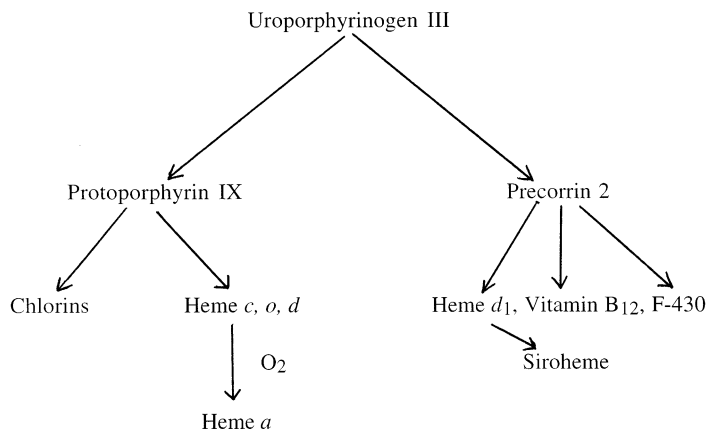 Uroporphyrinogen III
Protoporphyrin IX
Precorrin 2
Chlorins
Heme c, o, d
Heme d1, Vitamin B12, F-430
O2
Siroheme
Heme a